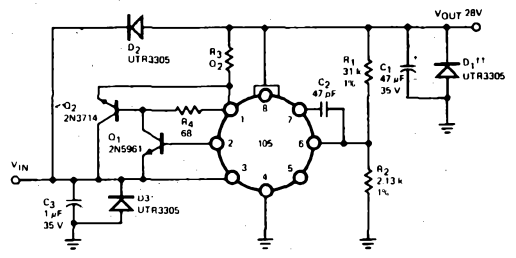 VOUT 28V
D2
UTR3305
R3
0.2
R1
31 k
1%
C1
47 µF
35 V
+
D1††
UTR3305
C2
47 pF
Q2
2N3714
R4
68
Q1
2N5961
8
1
7
2
105
6
3
5
4
VIN
R2
2.13 k
1%
C3
1 µF
35 V
D3
UTR3305